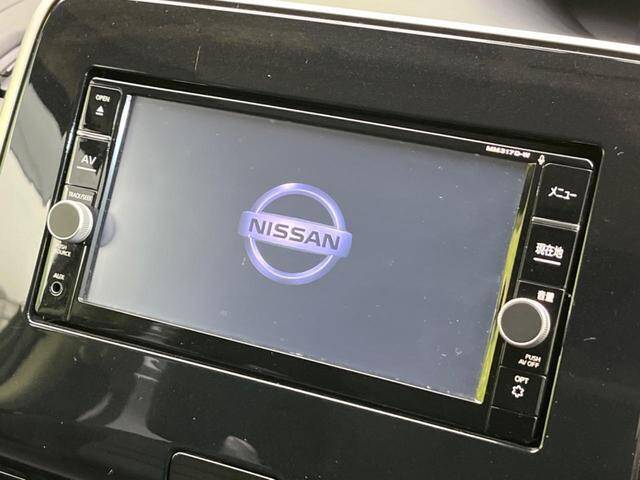 OPEN
AV
TRACK/SEEK
AUX
NISSAN
MM317D-W
メニュー
現在地
音量
PUSH
AV OFF
OPT